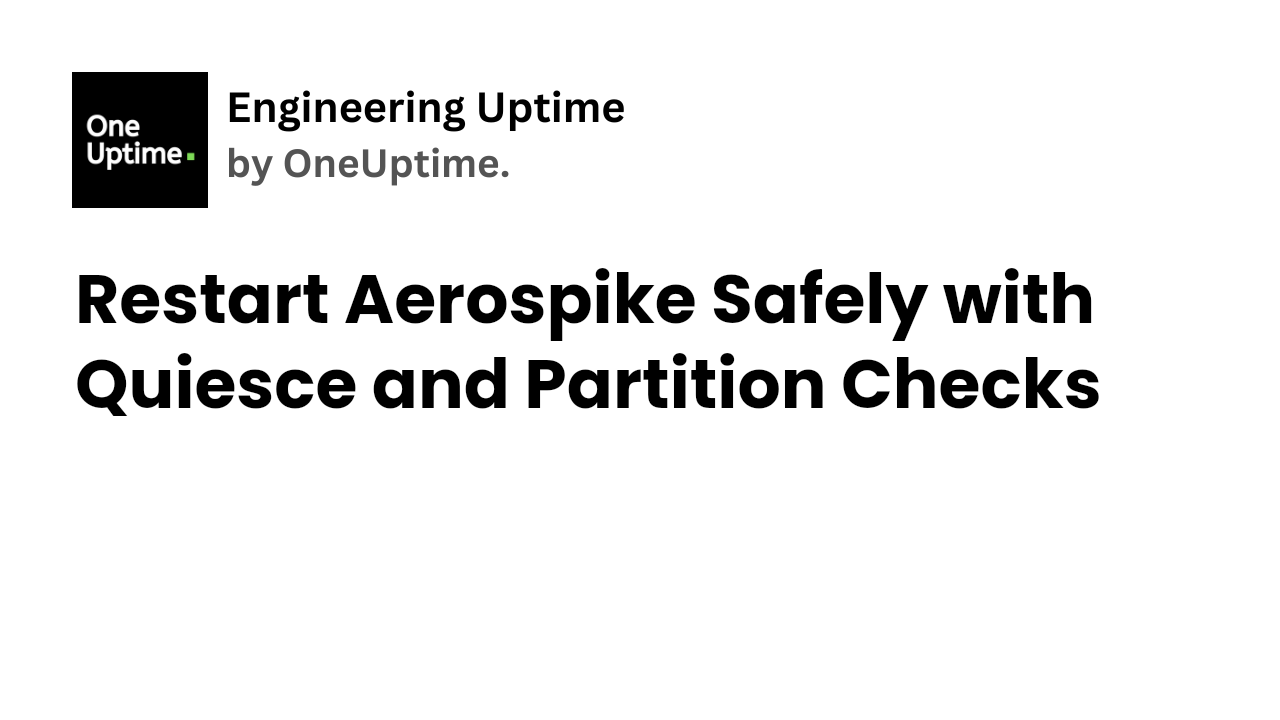 One
Uptime.
Engineering Uptime
by OneUptime.
Restart Aerospike Safely with
Quiesce and Partition Checks